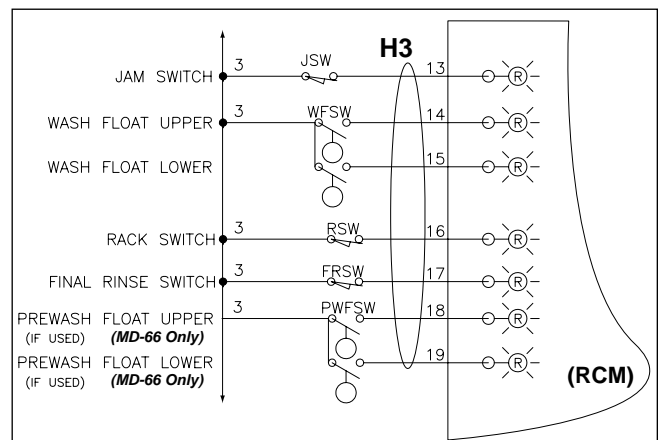 H3
JSW
JAM SWITCH 3 13 R
WFSW
WASH FLOAT UPPER 3 14 R
WASH FLOAT LOWER 15 R
RSW
RACK SWITCH 3 16 R
FRSW
FINAL RINSE SWITCH 3 17 R
PWFSW
PREWASH FLOAT UPPER 3 18 R
(IF USED) (MD-66 Only)
PREWASH FLOAT LOWER 19 R
(IF USED) (MD-66 Only)
(RCM)